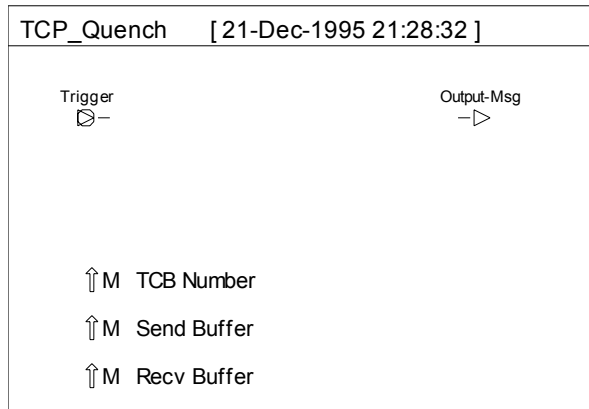 TCP_Quench [ 21-Dec-1995 21:28:32 ]
Trigger Output-Msg
⇧M TCB Number
⇧M Send Buffer
⇧M Recv Buffer